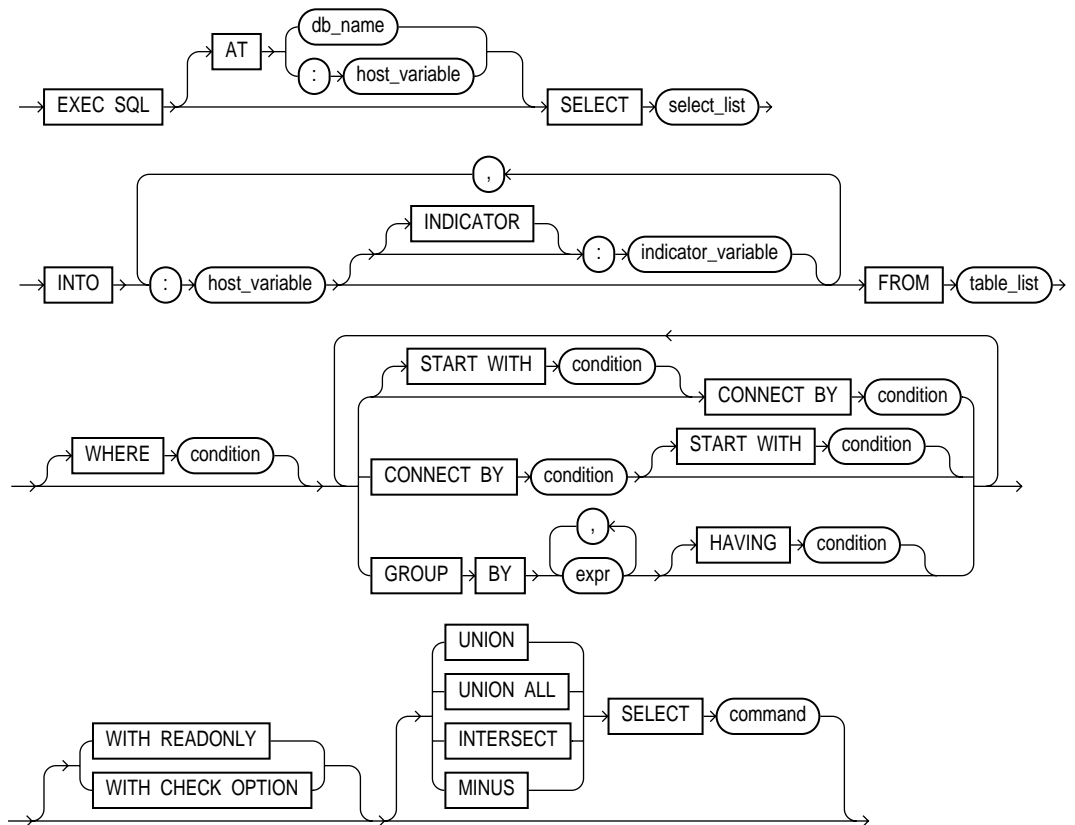 db_name
AT
: host_variable
EXEC SQL SELECT select_list
,
INDICATOR
INTO : host_variable : indicator_variable FROM table_list
START WITH condition
CONNECT BY condition
WHERE condition START WITH condition
CONNECT BY condition
,
HAVING condition
GROUP BY expr
UNION
UNION ALL
SELECT command
WITH READONLY INTERSECT
WITH CHECK OPTION MINUS